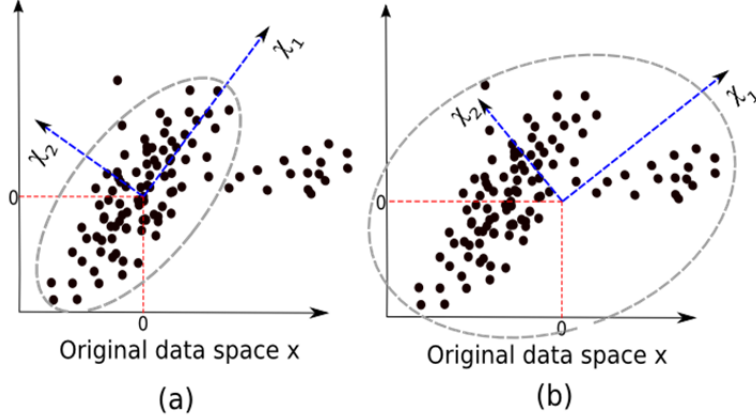 χ₁
χ₂
0
0
Original data space x
(a)
χ₂
χ₁
0
0
Original data space x
(b)